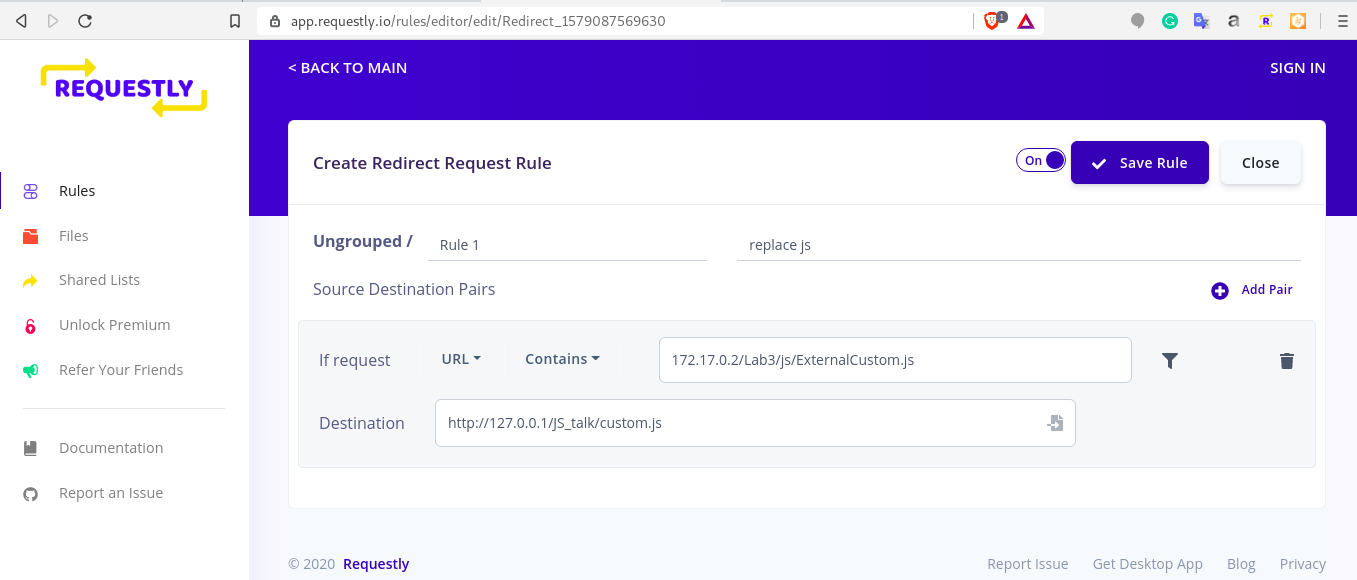 app.requestly.io/rules/editor/edit/Redirect_1579087569630
1
REQUESTLY
< BACK TO MAIN
SIGN IN
Create Redirect Request Rule
On
Save Rule
Close
Rules
Files
Shared Lists
Unlock Premium
Refer Your Friends
Documentation
Report an Issue
Ungrouped /
Rule 1
replace js
Source Destination Pairs
Add Pair
If request
URL
Contains
172.17.0.2/Lab3/js/ExternalCustom.js
Destination
http://127.0.0.1/JS_talk/custom.js
© 2020 Requestly
Report Issue
Get Desktop App
Blog
Privacy